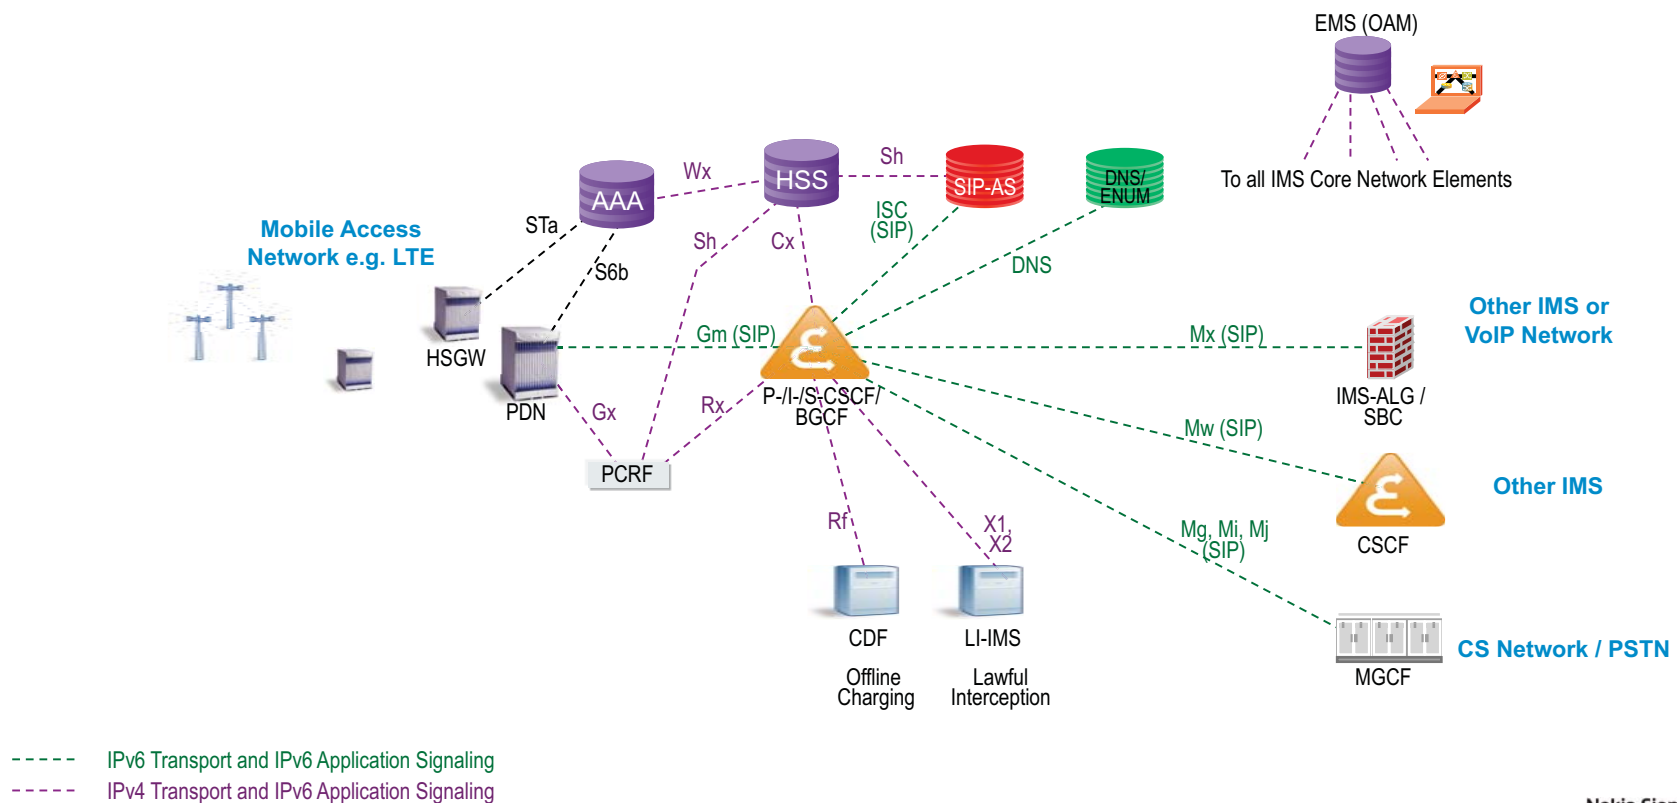 EMS (OAM)
To all IMS Core Network Elements
Wx
HSS
Sh
SIP-AS
DNS/
ENUM
AAA
STa
Mobile Access
Network e.g. LTE
Sh
Cx
ISC
(SIP)
S6b
DNS
HSGW
PDN
Gm (SIP)
Mx (SIP)
Other IMS or
VoIP Network
IMS-ALG /
SBC
P-/I-/S-CSCF/
BGCF
Gx
Rx
PCRF
Mw (SIP)
Other IMS
CSCF
Rf
X1,
X2
Mg, Mi, Mj
(SIP)
CDF
Offline
Charging
LI-IMS
Lawful
Interception
MGCF
CS Network / PSTN
IPv6 Transport and IPv6 Application Signaling
IPv4 Transport and IPv6 Application Signaling